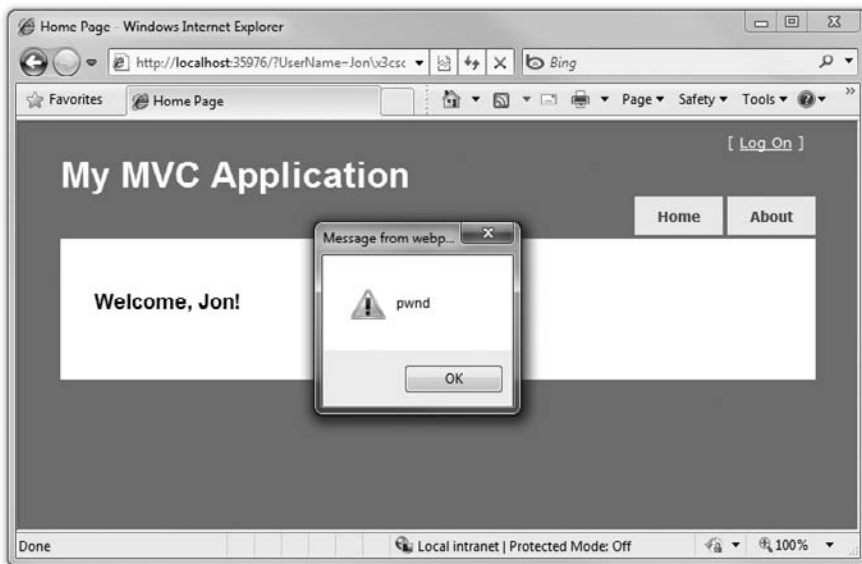 Home Page - Windows Internet Explorer
http://localhost:35976/?UserName=Jon\x3csc
Bing
Favorites
Home Page
Page
Safety
Tools
[ Log On ]
My MVC Application
Home
About
Message from webp...
Welcome, Jon!
pwnd
OK
Done
Local intranet | Protected Mode: Off
100%